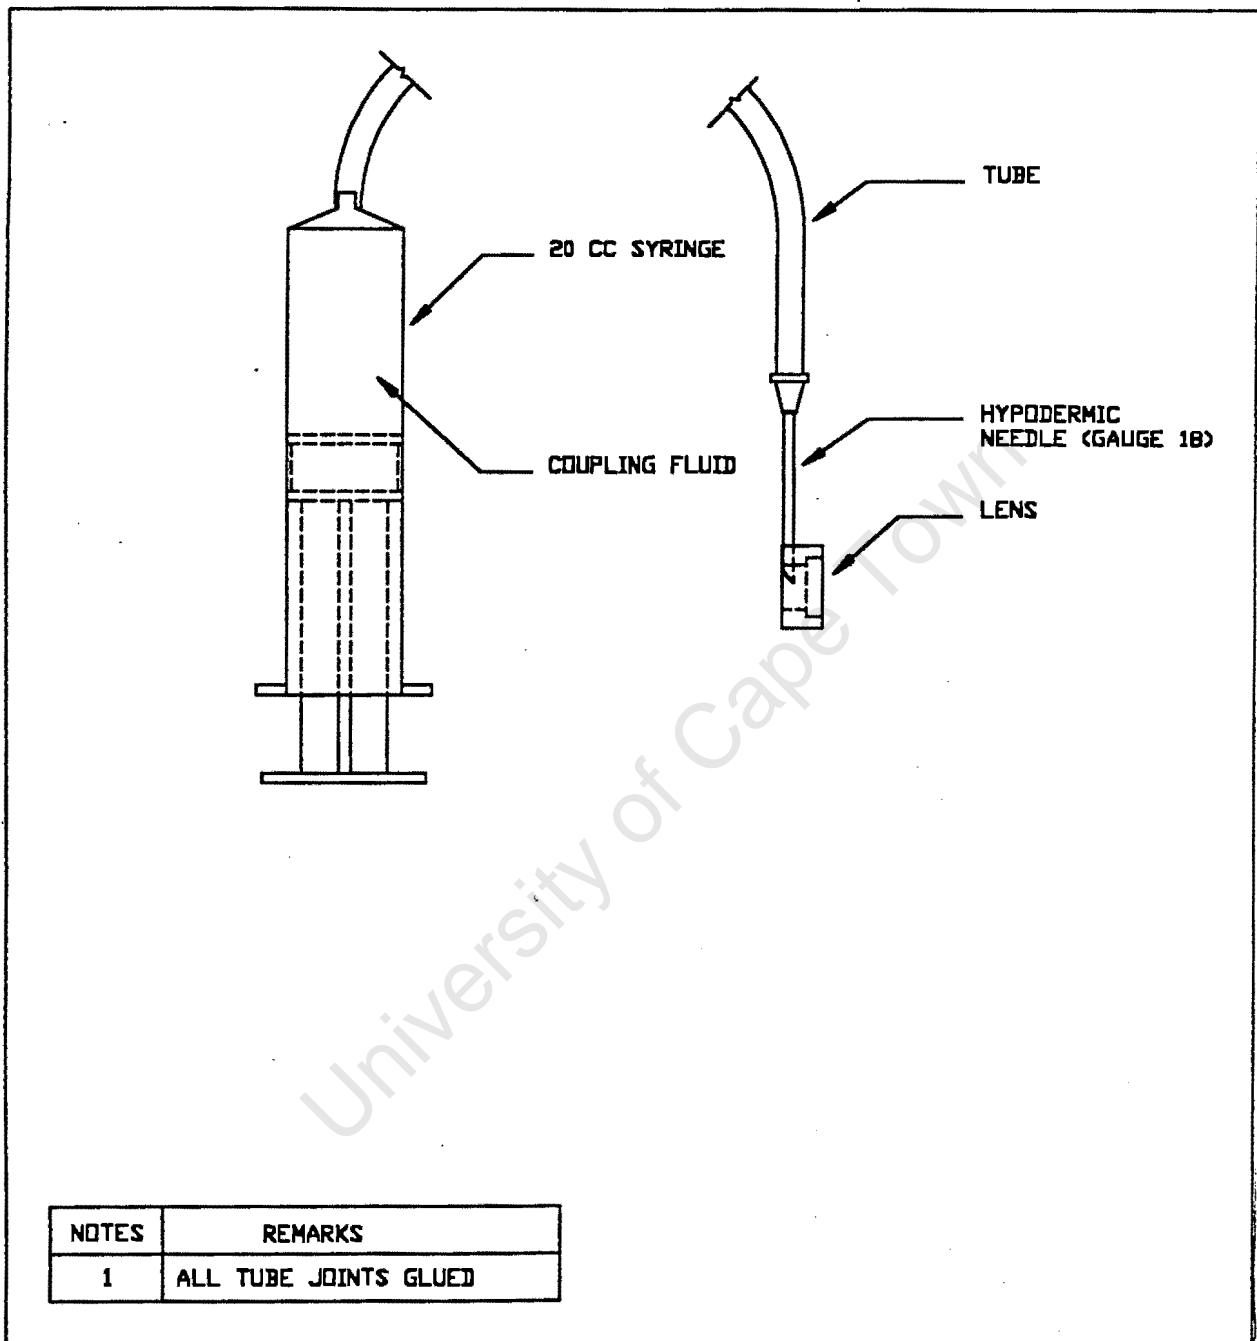 TUBE
20 CC SYRINGE
HYPODERMIC
NEEDLE (GAUGE 18)
COUPLING FLUID
LENS
University of Cape Town
NOTES REMARKS
1 ALL TUBE JOINTS GLUED